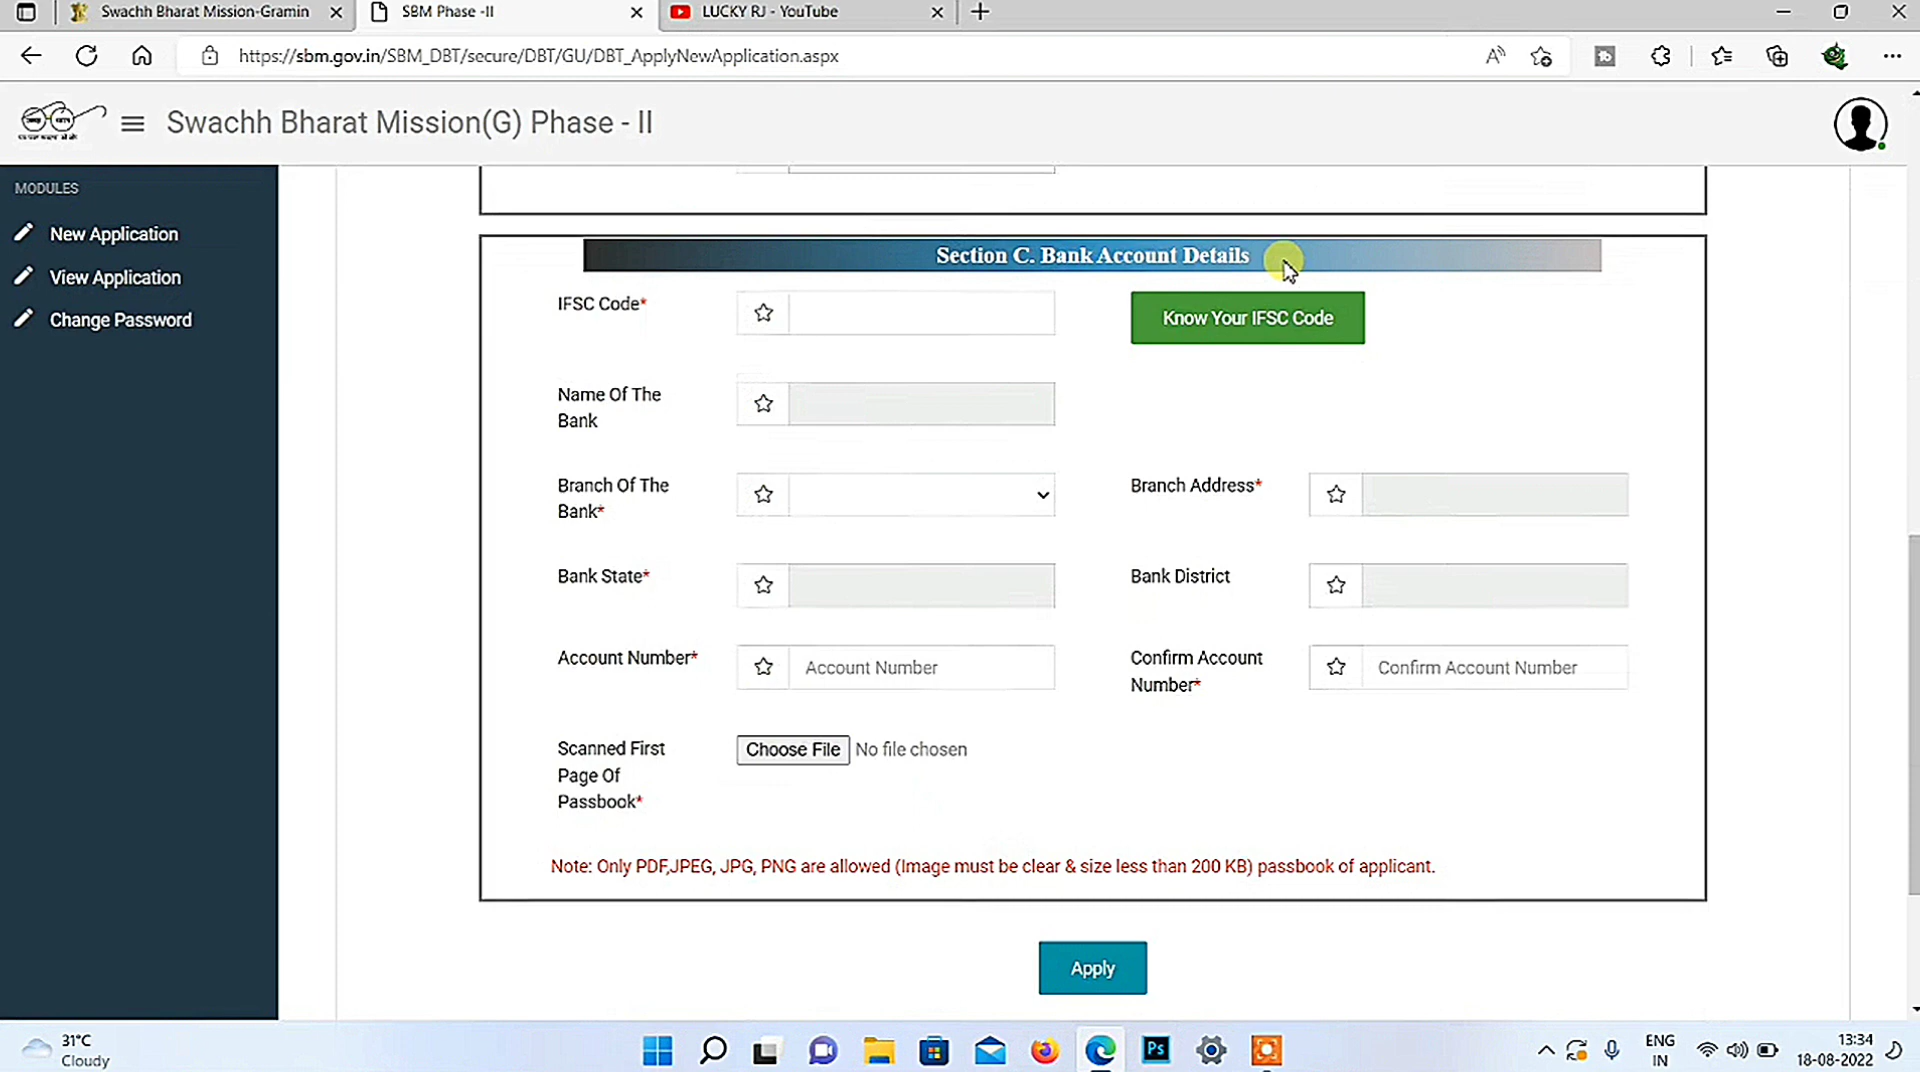 Swachh Bharat Mission-Gramin
SBM Phase -II
LUCKY RJ - YouTube
https://sbm.gov.in/SBM_DBT/secure/DBT/GU/DBT_ApplyNewApplication.aspx
Swachh Bharat Mission(G) Phase - II
MODULES
New Application
View Application
Change Password
Section C. Bank Account Details
IFSC Code*
Know Your IFSC Code
Name Of The
Bank
Branch Of The
Bank*
Branch Address*
Bank State*
Bank District
Account Number*
Account Number
Confirm Account
Number*
Confirm Account Number
Scanned First
Page Of
Passbook*
Choose File No file chosen
Note: Only PDF,JPEG, JPG, PNG are allowed (Image must be clear & size less than 200 KB) passbook of applicant.
Apply
31°C
Cloudy
Ps
ENG
IN
13:34
18-08-2022